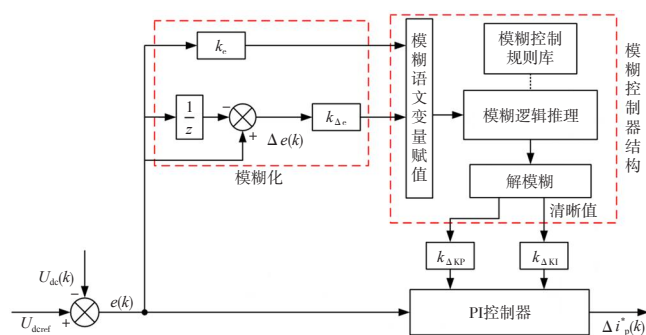 k_e
1
z
−
+
Δe(k)
k_Δe
模糊化
模糊语文变量赋值
模糊控制
规则库
模糊逻辑推理
解模糊
清晰值
模糊控制器结构
k_ΔKP
k_ΔKI
U_dc(k)
−
U_dcref
+
e(k)
PI控制器
Δi*_p(k)